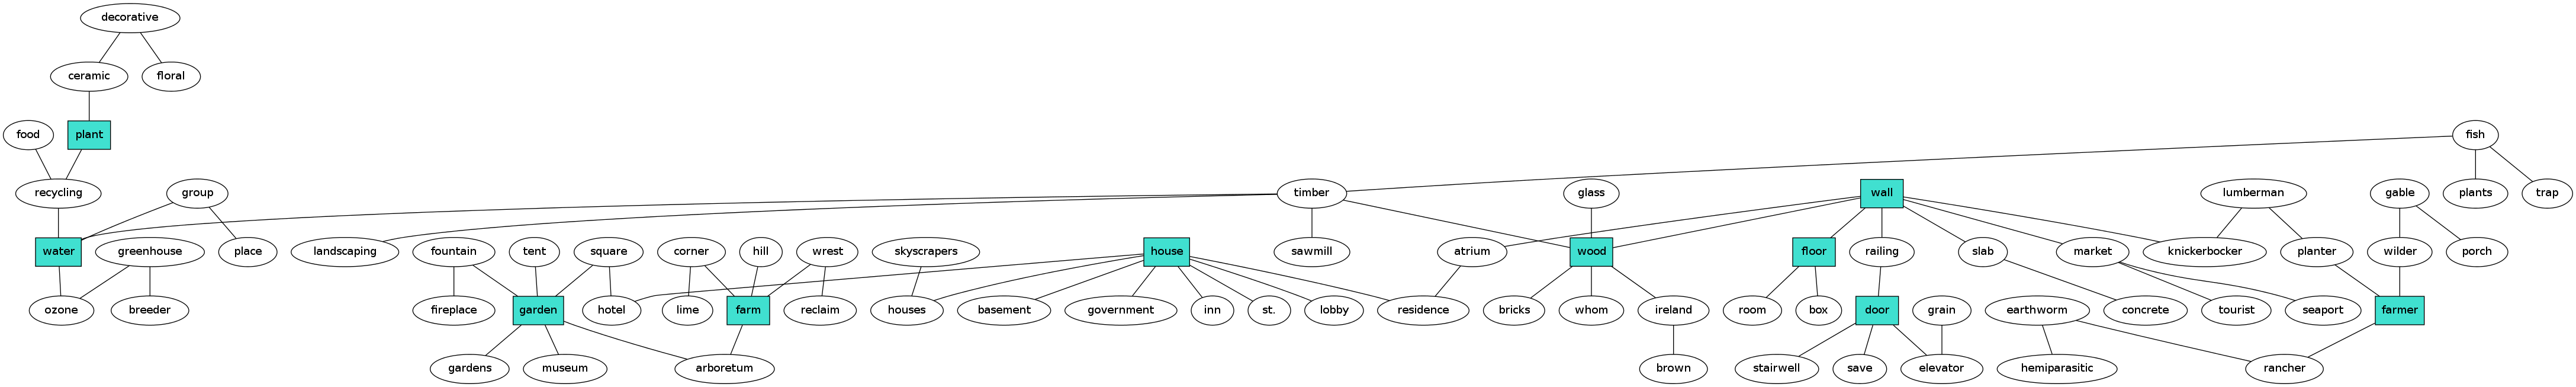 decorative
ceramic
floral
food
plant
fish
recycling
group
timber
glass
wall
lumberman
gable
plants
trap
water
greenhouse
place
landscaping
fountain
tent
square
corner
hill
wrest
skyscrapers
house
sawmill
atrium
wood
floor
railing
slab
market
knickerbocker
planter
wilder
porch
ozone
breeder
fireplace
garden
hotel
lime
farm
reclaim
houses
basement
government
inn
st.
lobby
residence
bricks
whom
ireland
room
box
door
grain
earthworm
concrete
tourist
seaport
farmer
gardens
museum
arboretum
brown
stairwell
save
elevator
hemiparasitic
rancher